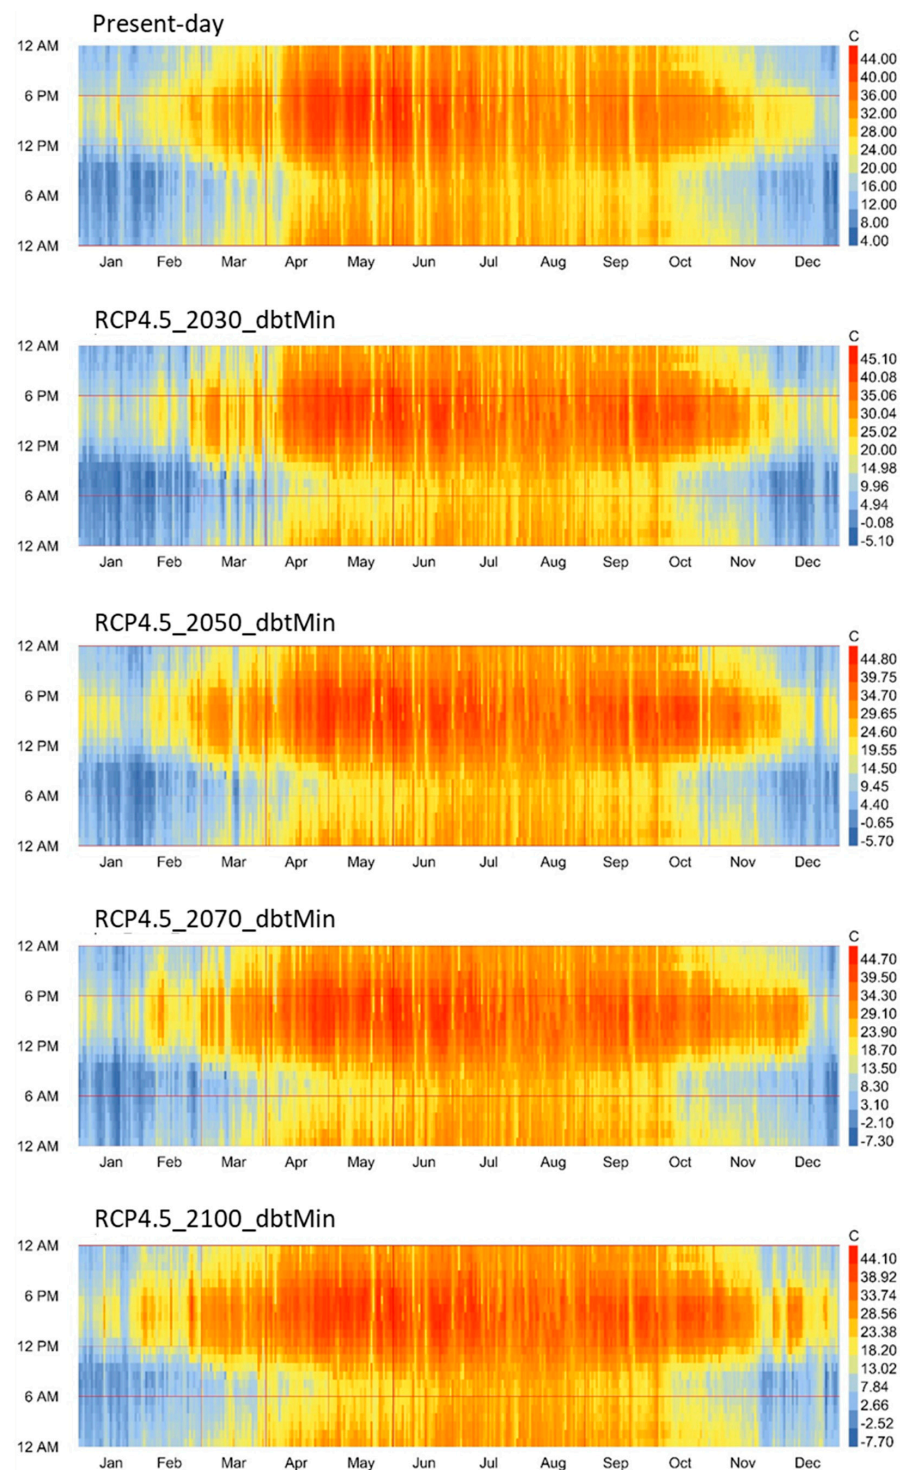 Present-day
C
12 AM
6 PM
12 PM
6 AM
12 AM
44.00
40.00
36.00
32.00
28.00
24.00
20.00
16.00
12.00
8.00
4.00
Jan Feb Mar Apr May Jun Jul Aug Sep Oct Nov Dec
RCP4.5_2030_dbtMin
C
12 AM
6 PM
12 PM
6 AM
12 AM
45.10
40.08
35.06
30.04
25.02
20.00
14.98
9.96
4.94
-0.08
-5.10
Jan Feb Mar Apr May Jun Jul Aug Sep Oct Nov Dec
RCP4.5_2050_dbtMin
C
12 AM
6 PM
12 PM
6 AM
12 AM
44.80
39.75
34.70
29.65
24.60
19.55
14.50
9.45
4.40
-0.65
-5.70
Jan Feb Mar Apr May Jun Jul Aug Sep Oct Nov Dec
RCP4.5_2070_dbtMin
C
12 AM
6 PM
12 PM
6 AM
12 AM
44.70
39.50
34.30
29.10
23.90
18.70
13.50
8.30
3.10
-2.10
-7.30
Jan Feb Mar Apr May Jun Jul Aug Sep Oct Nov Dec
RCP4.5_2100_dbtMin
C
12 AM
6 PM
12 PM
6 AM
12 AM
44.10
38.92
33.74
28.56
23.38
18.20
13.02
7.84
2.66
-2.52
-7.70
Jan Feb Mar Apr May Jun Jul Aug Sep Oct Nov Dec